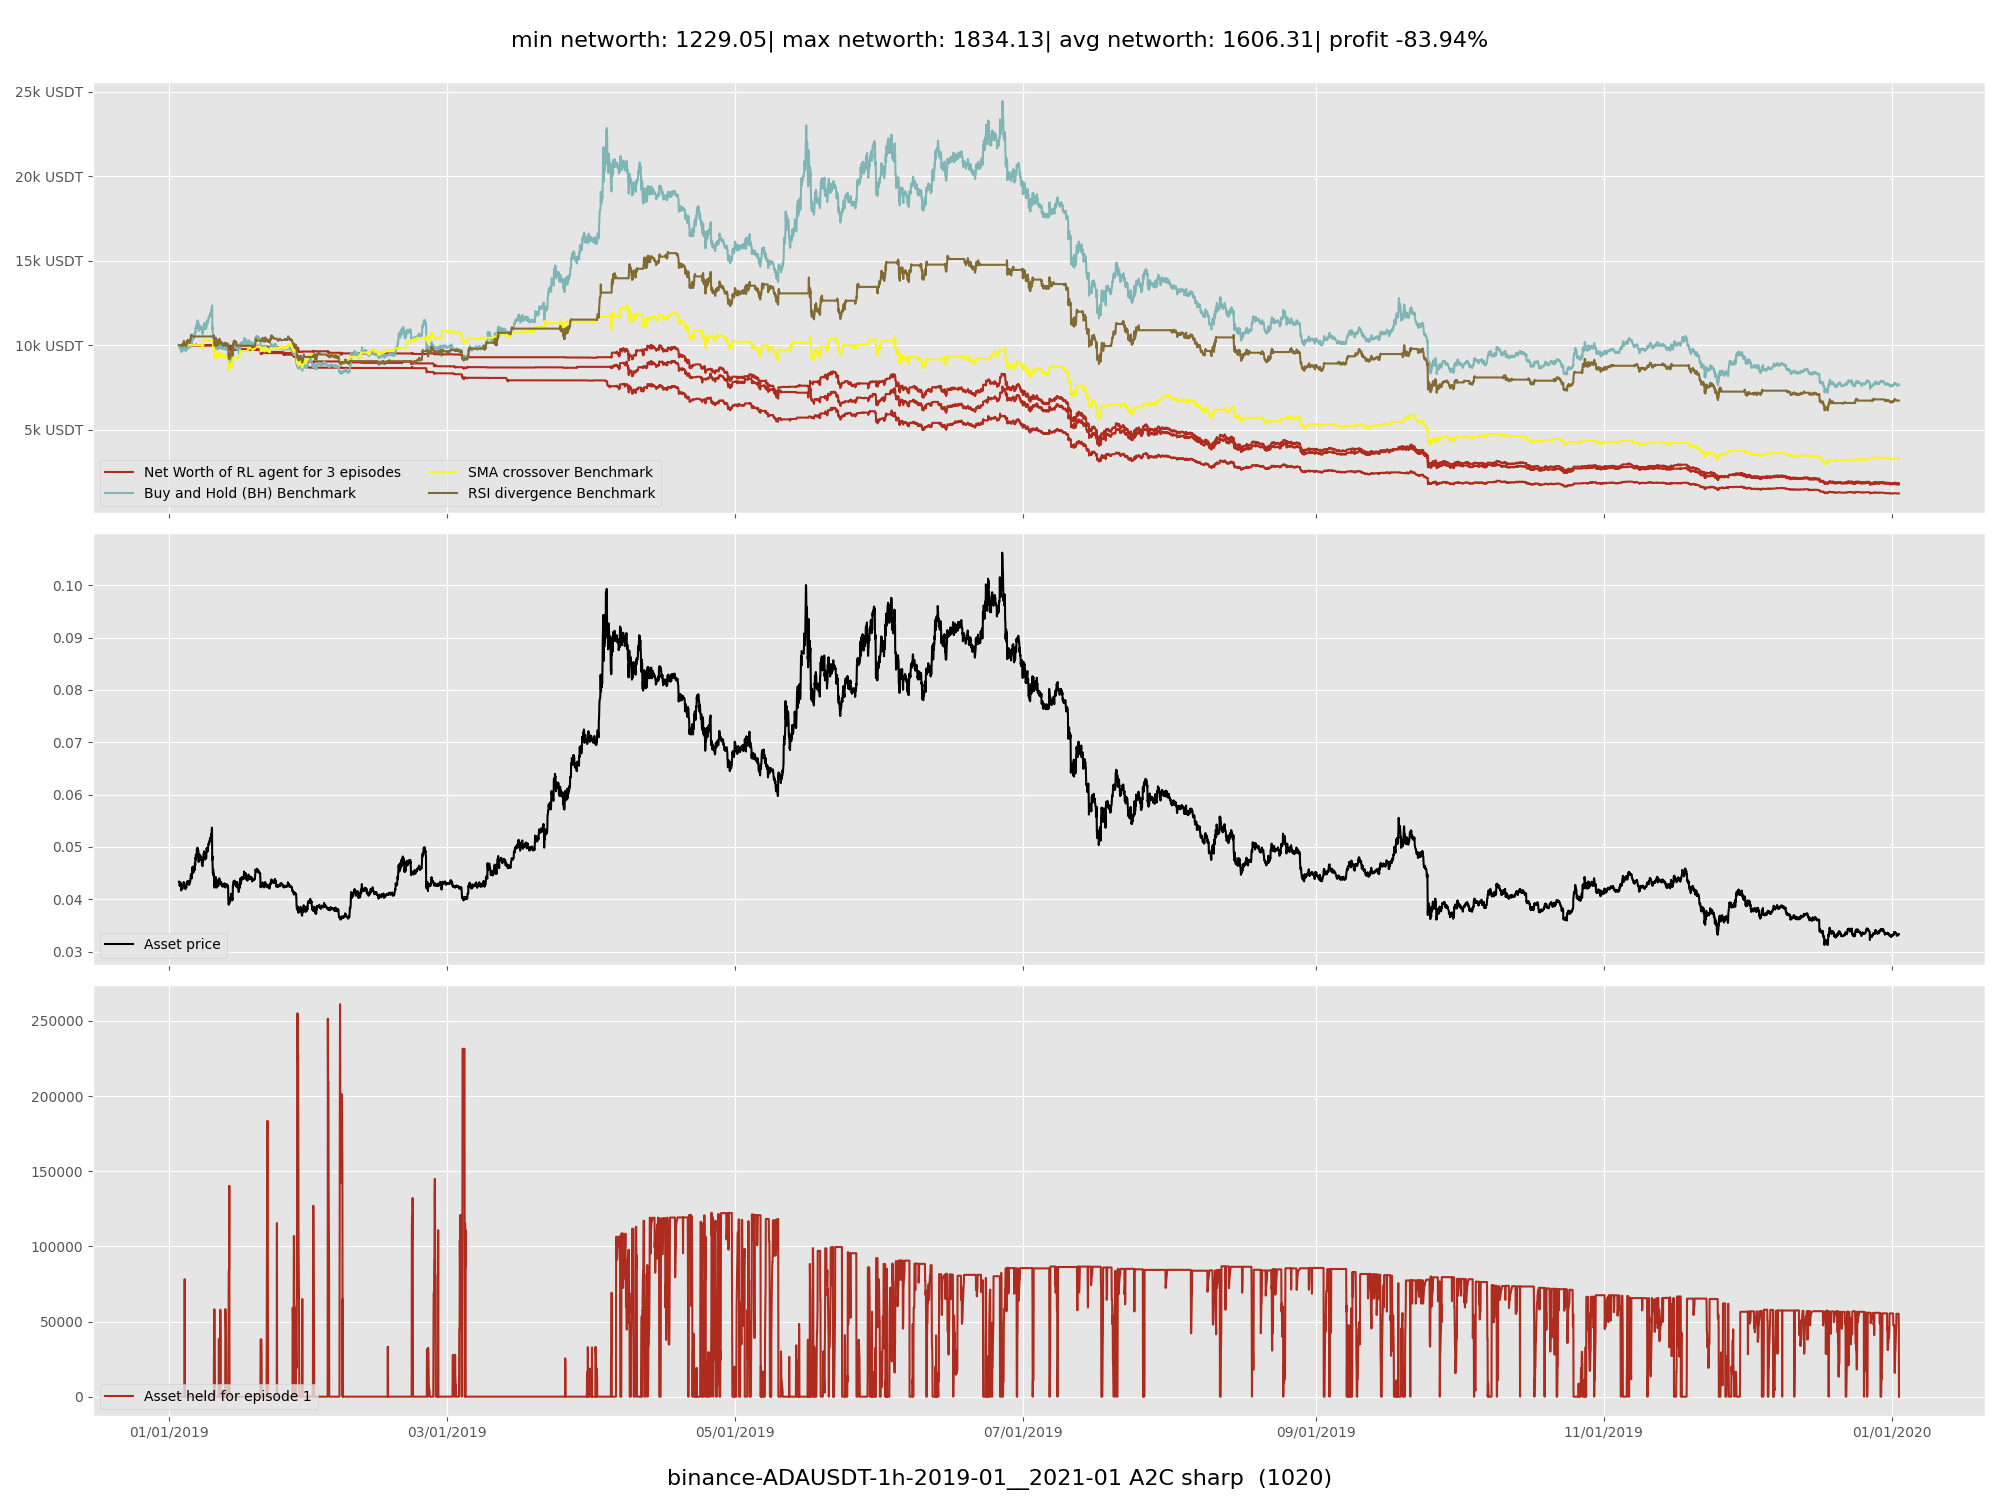 min networth: 1229.05| max networth: 1834.13| avg networth: 1606.31| profit -83.94%
25k USDT
20k USDT
15k USDT
10k USDT
5k USDT
Net Worth of RL agent for 3 episodes
Buy and Hold (BH) Benchmark
SMA crossover Benchmark
RSI divergence Benchmark
0.10
0.09
0.08
0.07
0.06
0.05
0.04
0.03
Asset price
250000
200000
150000
100000
50000
0
Asset held for episode 1
01/01/2019 03/01/2019 05/01/2019 07/01/2019 09/01/2019 11/01/2019 01/01/2020
binance-ADAUSDT-1h-2019-01__2021-01 A2C sharp (1020)